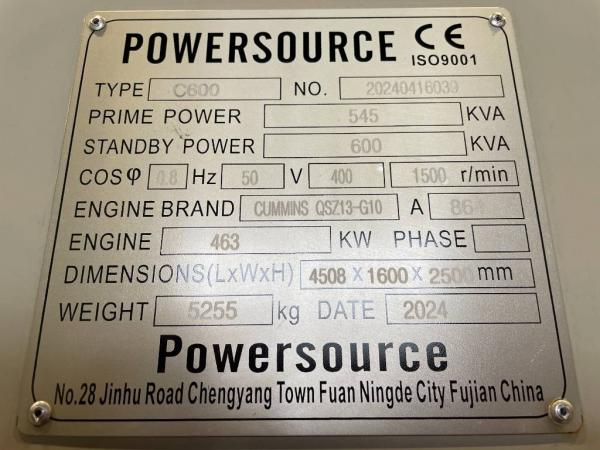 POWERSOURCE CE
ISO9001
TYPE C600 NO. 20240416039
PRIME POWER 545 KVA
STANDBY POWER 600 KVA
COSφ 0.8 Hz 50 V 400 1500 r/min
ENGINE BRAND CUMMINS QSZ13-G10 A
ENGINE 463 KW PHASE
DIMENSIONS(LxWxH) 4508 x 1600 x 2500 mm
WEIGHT 5255 kg DATE 2024
Powersource
No.28 Jinhu Road Chengyang Town Fuan Ningde City Fujian China